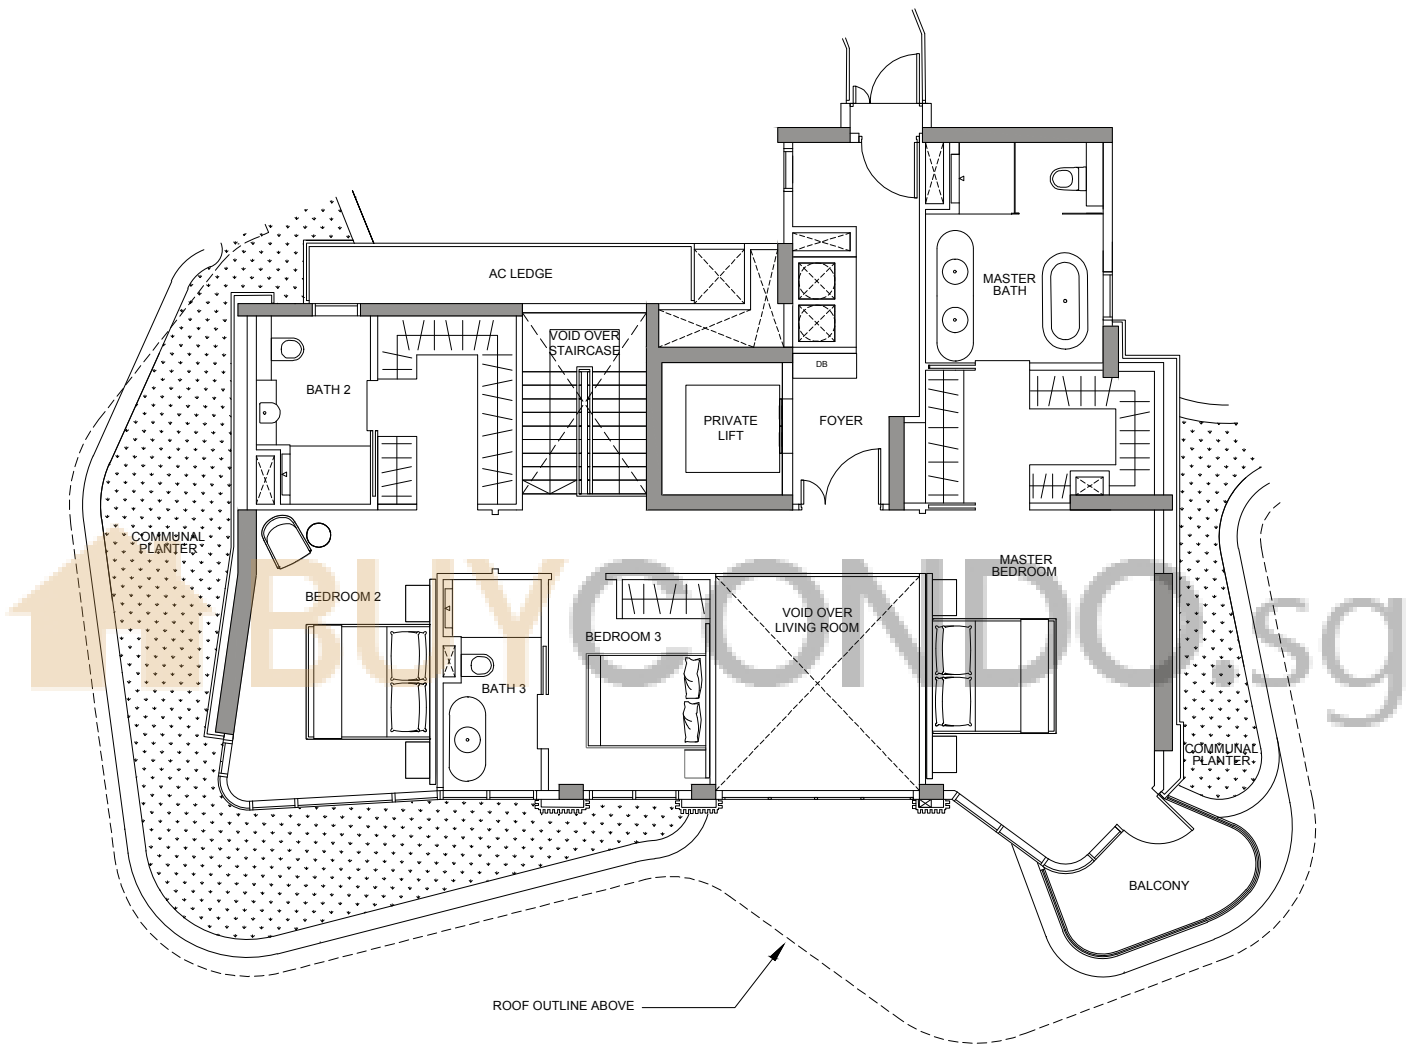 AC LEDGE
MASTER
BATH
VOID OVER
STAIRCASE
DB
BATH 2
PRIVATE
LIFT
FOYER
COMMUNAL
PLANTER
MASTER
BEDROOM
BEDROOM 2
VOID OVER
LIVING ROOM
BEDROOM 3
BUYCONDO.sg
BATH 3
COMMUNAL
PLANTER
BALCONY
ROOF OUTLINE ABOVE